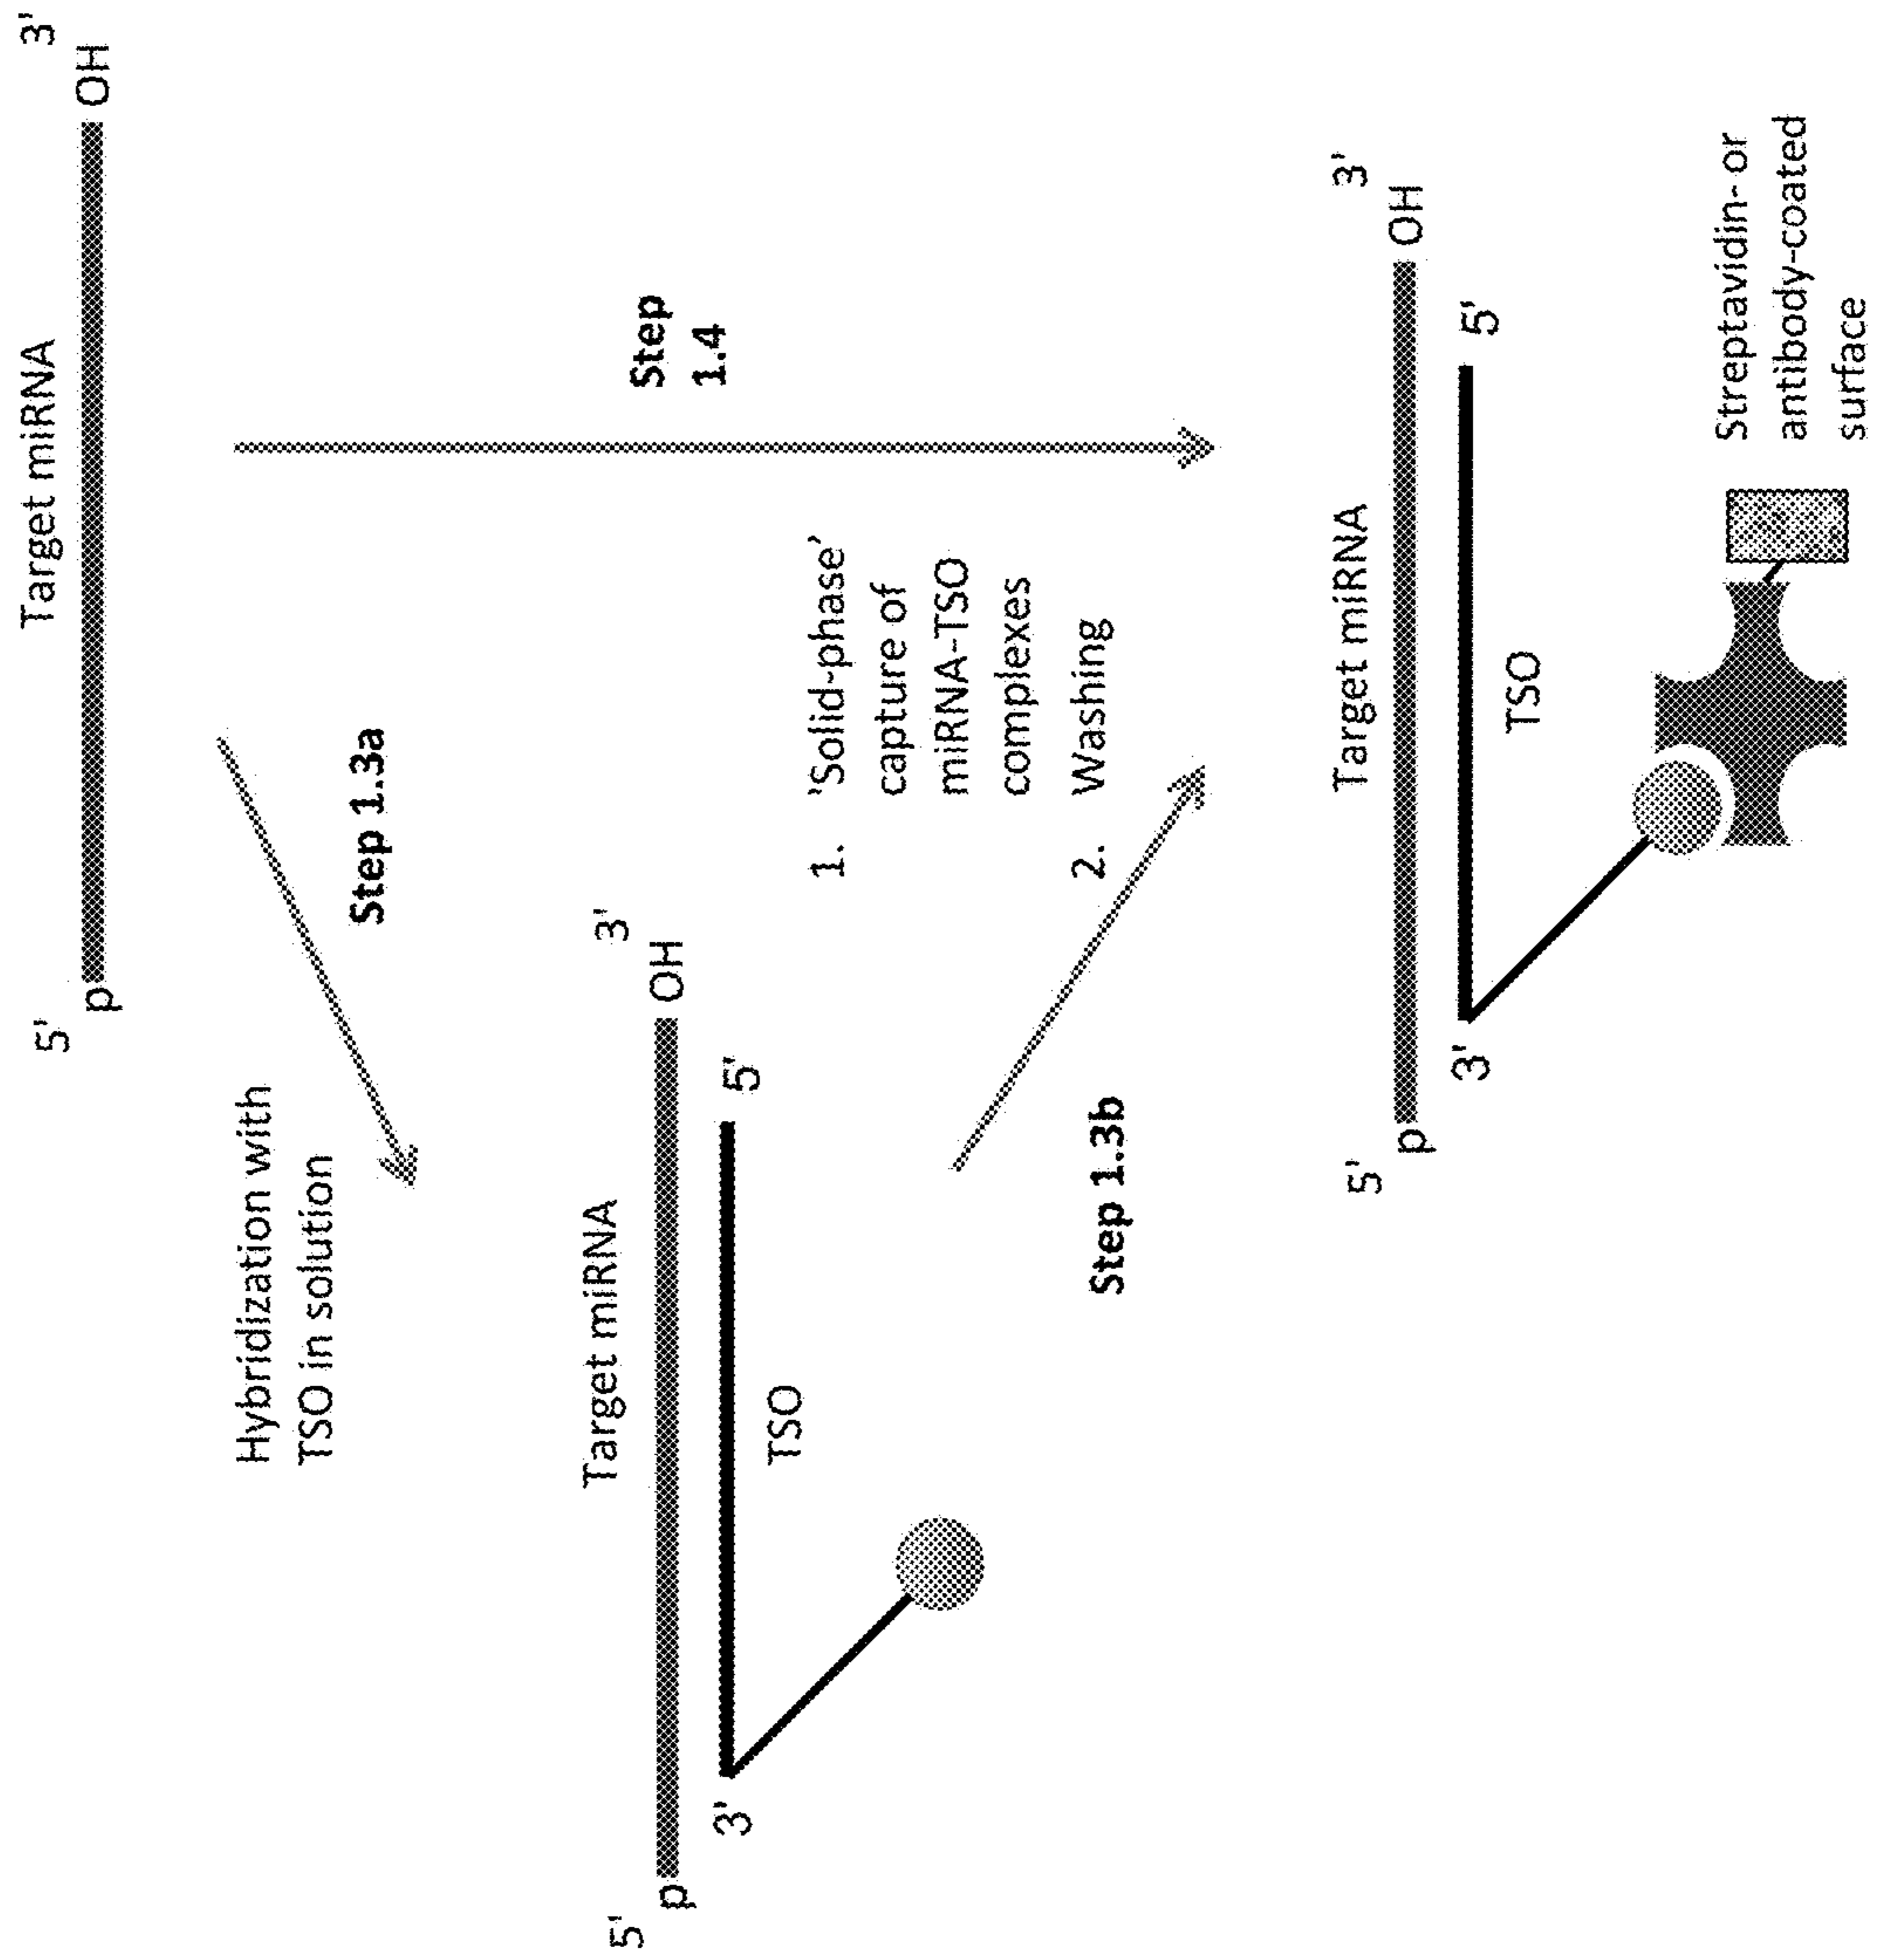 Target miRNA
5'
3'
p
OH
Hybridization with
TSO in solution
Step 1.3a
Step
1.4
Target miRNA
5'
3'
p
OH
3'
5'
TSO
1. 'Solid-phase'
capture of
miRNA-TSO
complexes
2. Washing
Step 1.3b
Target miRNA
5'
3'
p
OH
3'
5'
TSO
Streptavidin- or
antibody-coated
surface